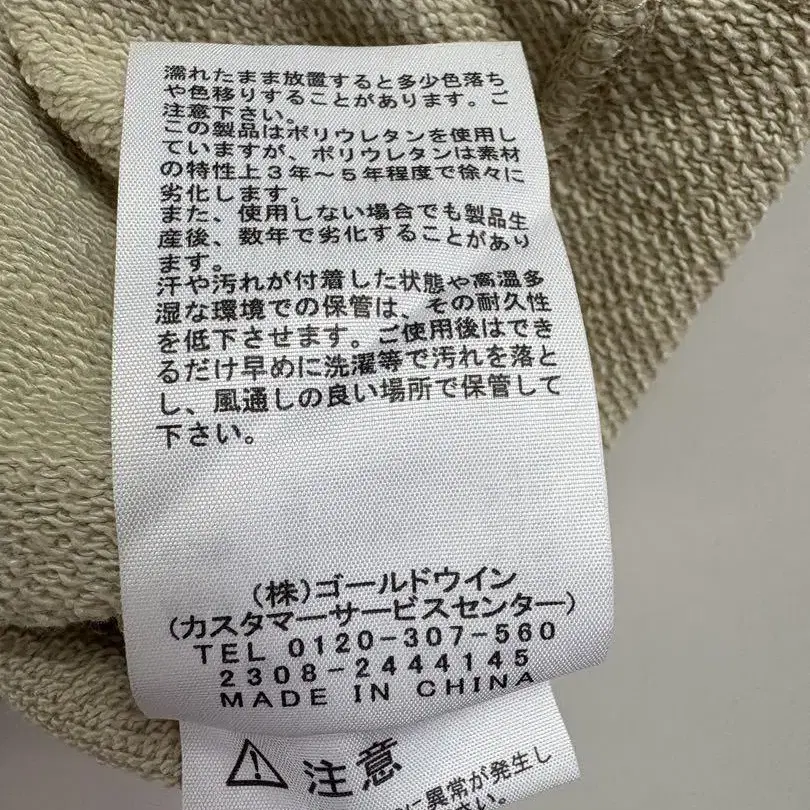 濡れたまま放置すると多少色落ち
や色移りすることがあります。ご
注意下さい。
この製品はポリウレタンを使用し
ていますが、ポリウレタンは素材
の特性上3年〜5年程度で徐々に
劣化します。
また、使用しない場合でも製品生
産後、数年で劣化することがあり
ます。
汗や汚れが付着した状態や高温多
湿な環境での保管は、その耐久性
を低下させます。ご使用後はでき
るだけ早めに洗濯等で汚れを落と
し、風通しの良い場所で保管して
下さい。
(株)ゴールドウイン
(カスタマーサービスセンター)
TEL 0120-307-560
2308-2444145
MADE IN CHINA
注意
に異常が発生し
い。